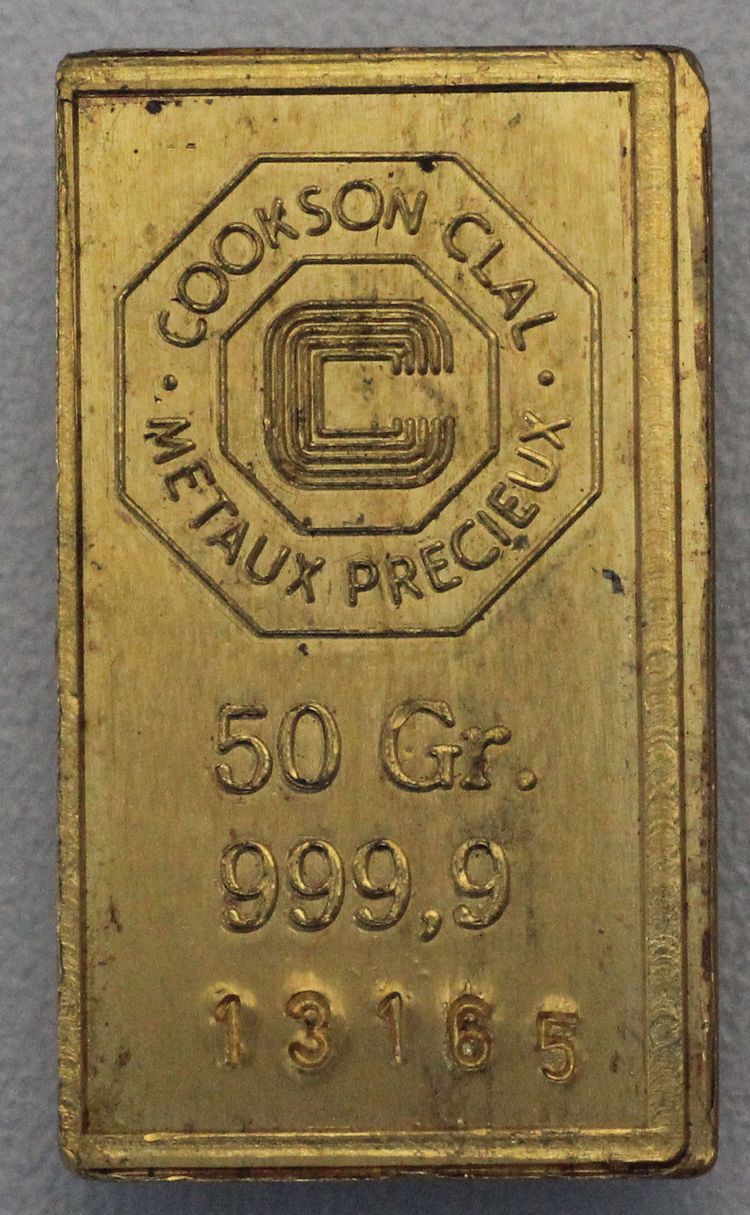 COOKSON CLAL
METAUX PRECIEUX
C
50 Gr.
999,9
13165